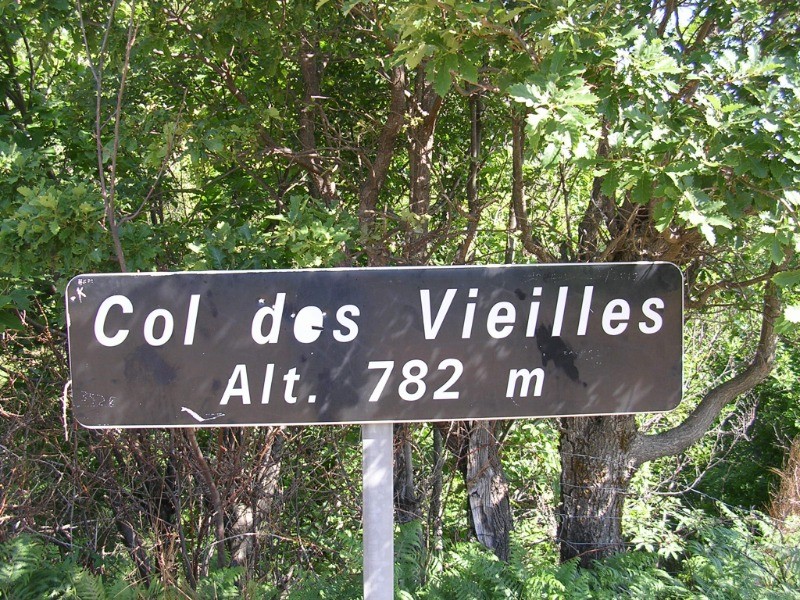 Col des Vieilles
Alt. 782 m